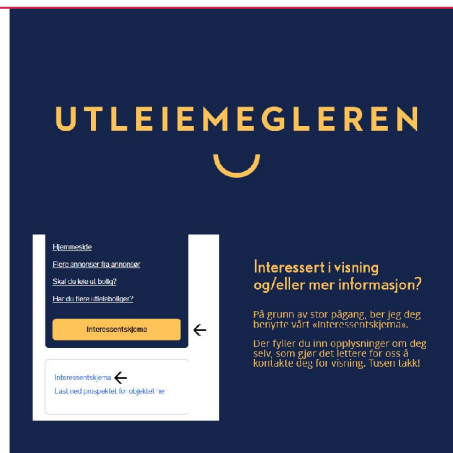 UTLEIEMEGLEREN
Hjemmeside
Flere annonser fra annonsør
Skal du leie ut bolig?
Har du flere utleieboliger?
Interessentskjema
Interessentskjema
Last ned prospektet for objektet her
Interessert i visning
og/eller mer informasjon?
På grunn av stor pågang, ber jeg deg
benytte vårt «Interessentskjema».
Der fyller du inn opplysninger om deg
selv, som gjør det lettere for oss å
kontakte deg for visning. Tusen takk!